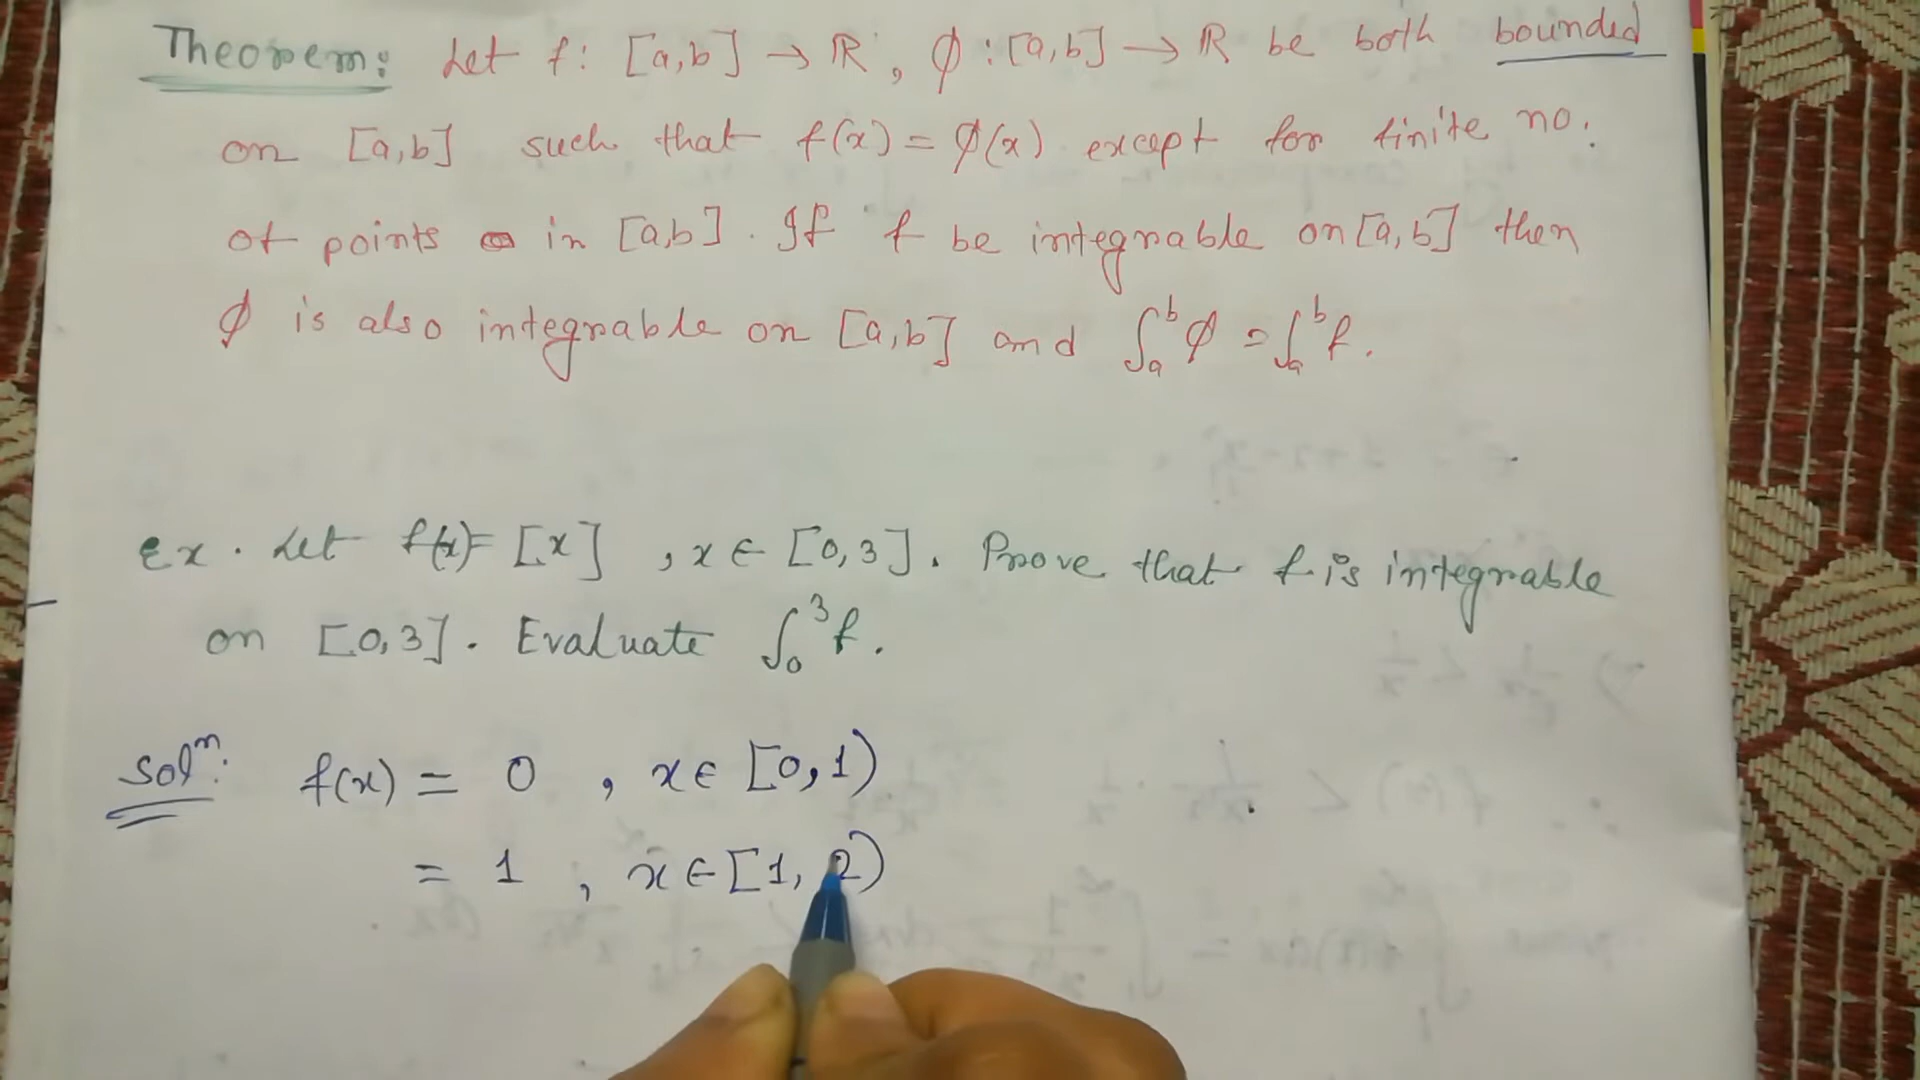 Theorem: Let f: [a,b] → ℝ, ϕ: [a,b] → ℝ be both bounded
on [a,b] such that f(x) = ϕ(x) except for finite no.
of points in [a,b]. If f be integrable on [a,b] then
ϕ is also integrable on [a,b] and ∫ₐᵇ ϕ = ∫ₐᵇ f.
Ex. Let f(x) = [x] , x ∈ [0,3]. Prove that f is integrable
on [0,3]. Evaluate ∫₀³ f.
Solⁿ: f(x) = 0 , x ∈ [0,1)
= 1 , x ∈ [1, 2)